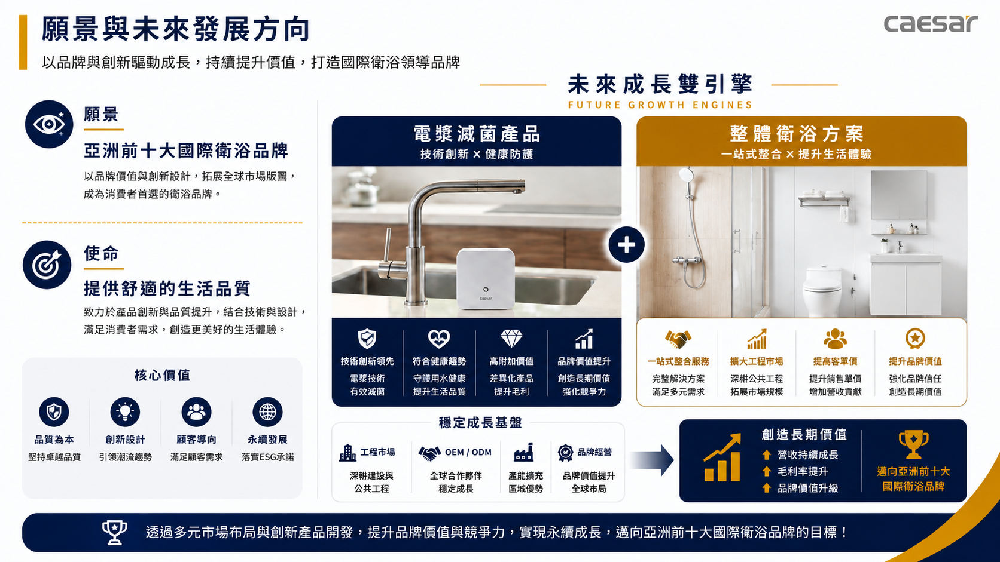 願景與未來發展方向
以品牌與創新驅動成長，持續提升價值，打造國際衛浴領導品牌
caesar
願景
亞洲前十大國際衛浴品牌
以品牌價值與創新設計，拓展全球市場版圖，
成為消費者首選的衛浴品牌。
使命
提供舒適的生活品質
致力於產品創新與品質提升，結合技術與設計，
滿足消費者需求，創造更美好的生活體驗。
核心價值
品質為本
堅持卓越品質
創新設計
引領潮流趨勢
顧客導向
滿足顧客需求
永續發展
落實ESG承諾
未來成長雙引擎
FUTURE GROWTH ENGINES
電漿滅菌產品
技術創新 × 健康防護
caesar
技術創新領先
電漿技術
有效滅菌
符合健康趨勢
守護用水健康
提升生活品質
高附加價值
差異化產品
提升毛利
品牌價值提升
創造長期價值
強化競爭力
+
整體衛浴方案
一站式整合 × 提升生活體驗
一站式整合服務
完整解決方案
滿足多元需求
擴大工程市場
深耕公共工程
拓展市場規模
提高客單價
提升銷售單價
增加營收貢獻
提升品牌價值
強化品牌信任
創造長期價值
穩定成長基盤
工程市場
深耕建設與
公共工程
OEM / ODM
全球合作夥伴
穩定成長
產能擴充
區域優勢
品牌經營
品牌價值提升
全球市局
創造長期價值
營收持續成長
毛利率提升
品牌價值升級
邁向亞洲前十大
國際衛浴品牌
透過多元市場布局與創新產品開發，提升品牌價值與競爭力，實現永續成長，邁向亞洲前十大國際衛浴品牌的目標！